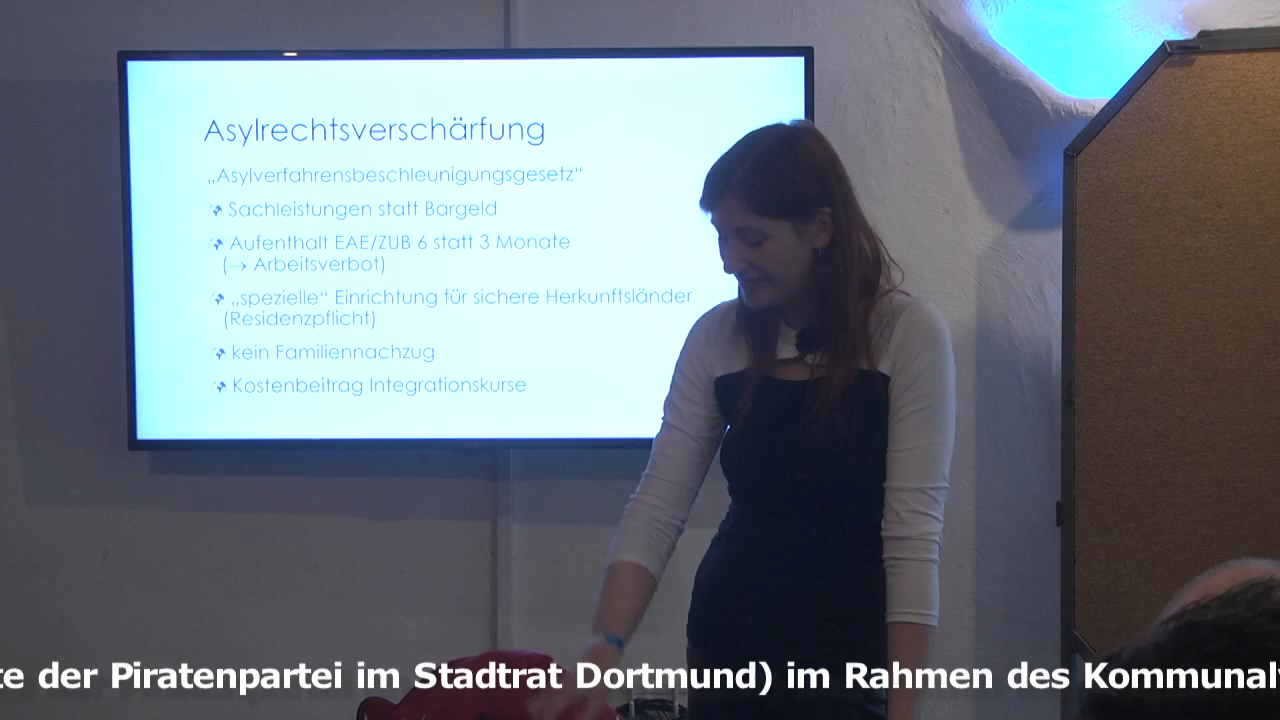 Asylrechtsverschärfung
„Asylverfahrensbeschleunigungsgesetz“
Sachleistungen statt Bargeld
Aufenthalt EAE/ZUB 6 statt 3 Monate
(→ Arbeitsverbot)
„spezielle“ Einrichtung für sichere Herkunftsländer
(Residenzpflicht)
kein Familiennachzug
Kostenbeitrag Integrationskurse
te der Piratenpartei im Stadtrat Dortmund) im Rahmen des Kommunal